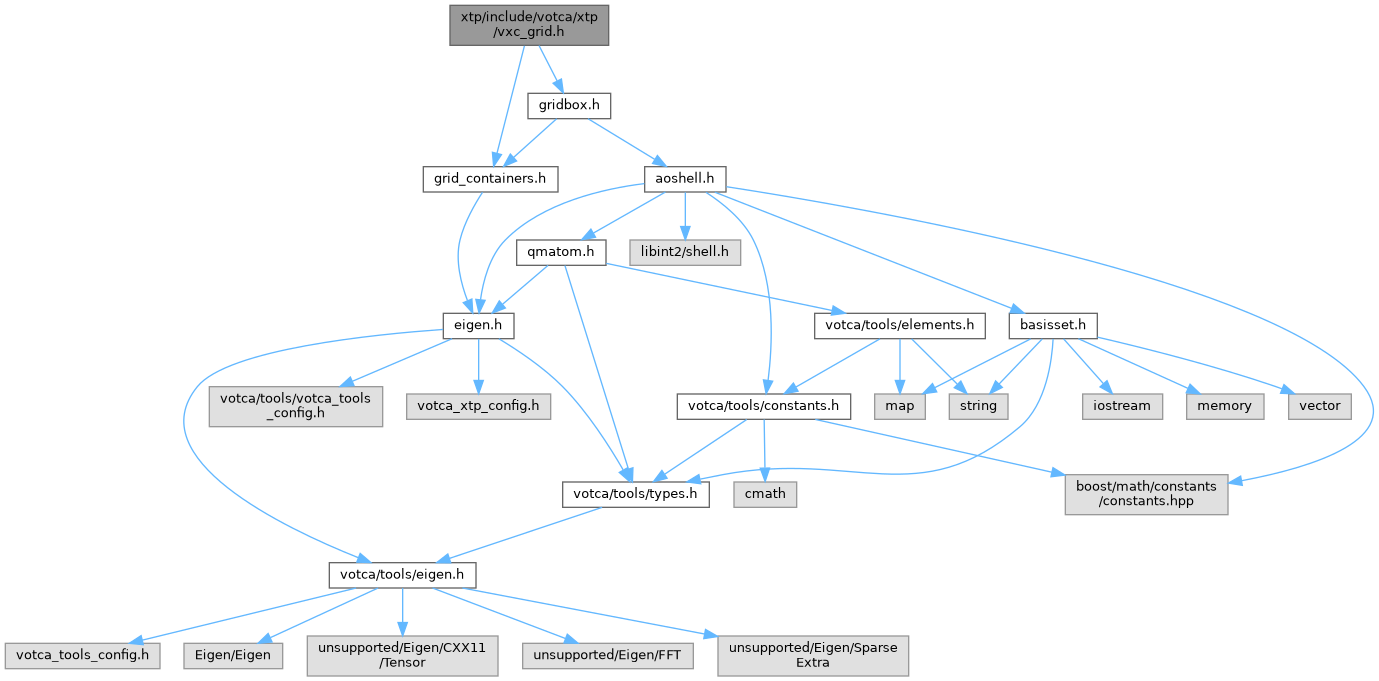 xtp/include/votca/xtp
/vxc_grid.h
gridbox.h
grid_containers.h
aoshell.h
qmatom.h
libint2/shell.h
eigen.h
votca/tools/elements.h
basisset.h
votca/tools/votca_tools
_config.h
votca_xtp_config.h
votca/tools/constants.h
map
string
iostream
memory
vector
votca/tools/types.h
cmath
boost/math/constants
/constants.hpp
votca/tools/eigen.h
votca_tools_config.h
Eigen/Eigen
unsupported/Eigen/CXX11
/Tensor
unsupported/Eigen/FFT
unsupported/Eigen/Sparse
Extra